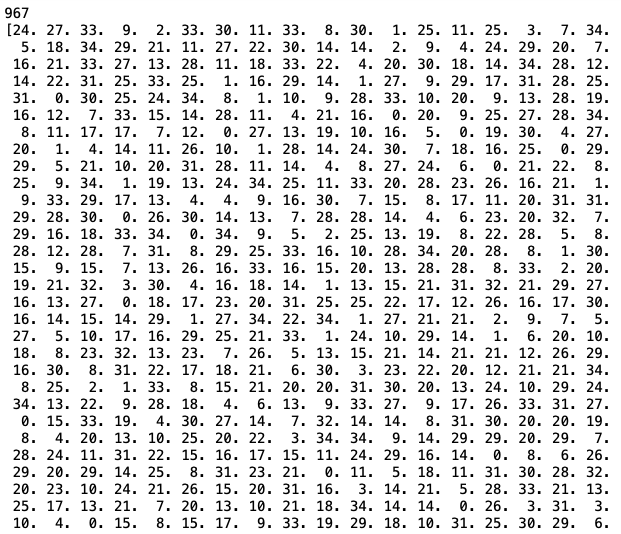 967
[24. 27. 33. 9. 2. 33. 30. 11. 33. 8. 30. 1. 25. 11. 25. 3. 7. 34.
5. 18. 34. 29. 21. 11. 27. 22. 30. 14. 14. 2. 9. 4. 24. 29. 20. 7.
16. 21. 33. 27. 13. 28. 11. 18. 33. 22. 4. 20. 30. 18. 14. 34. 28. 12.
14. 22. 31. 25. 33. 25. 1. 16. 29. 14. 1. 27. 9. 29. 17. 31. 28. 25.
31. 0. 30. 25. 24. 34. 8. 1. 10. 9. 28. 33. 10. 20. 9. 13. 28. 19.
16. 12. 7. 33. 15. 14. 28. 11. 4. 21. 16. 0. 20. 9. 25. 27. 28. 34.
8. 11. 17. 17. 7. 12. 0. 27. 13. 19. 10. 16. 5. 0. 19. 30. 4. 27.
20. 1. 4. 14. 11. 26. 10. 1. 28. 14. 24. 30. 7. 18. 16. 25. 0. 29.
29. 5. 21. 10. 20. 31. 28. 11. 14. 4. 8. 27. 24. 6. 0. 21. 22. 8.
25. 9. 34. 1. 19. 13. 24. 34. 25. 11. 33. 20. 28. 23. 26. 16. 21. 1.
9. 33. 29. 17. 13. 4. 4. 9. 16. 30. 7. 15. 8. 17. 11. 20. 31. 31.
29. 28. 30. 0. 26. 30. 14. 13. 7. 28. 28. 14. 4. 6. 23. 20. 32. 7.
29. 16. 18. 33. 34. 0. 34. 9. 5. 2. 25. 13. 19. 8. 22. 28. 5. 8.
28. 12. 28. 7. 31. 8. 29. 25. 33. 16. 10. 28. 34. 20. 28. 8. 1. 30.
15. 9. 15. 7. 13. 26. 16. 33. 16. 15. 20. 13. 28. 28. 8. 33. 2. 20.
19. 21. 32. 3. 30. 4. 16. 18. 14. 1. 13. 15. 21. 31. 32. 21. 29. 27.
16. 13. 27. 0. 18. 17. 23. 20. 31. 25. 25. 22. 17. 12. 26. 16. 17. 30.
16. 14. 15. 14. 29. 1. 27. 34. 22. 34. 1. 27. 21. 21. 2. 9. 7. 5.
27. 5. 10. 17. 16. 29. 25. 21. 33. 1. 24. 10. 29. 14. 1. 6. 20. 10.
18. 8. 23. 32. 13. 23. 7. 26. 5. 13. 15. 21. 14. 21. 21. 12. 26. 29.
16. 30. 8. 31. 22. 17. 18. 21. 6. 30. 3. 23. 22. 20. 12. 21. 21. 34.
8. 25. 2. 1. 33. 8. 15. 21. 20. 20. 31. 30. 20. 13. 24. 10. 29. 24.
34. 13. 22. 9. 28. 18. 4. 6. 13. 9. 33. 27. 9. 17. 26. 33. 31. 27.
0. 15. 33. 19. 4. 30. 27. 14. 7. 32. 14. 14. 8. 31. 30. 20. 20. 19.
8. 4. 20. 13. 10. 25. 20. 22. 3. 34. 34. 9. 14. 29. 29. 20. 29. 7.
28. 24. 11. 31. 22. 15. 16. 17. 15. 11. 24. 29. 16. 14. 0. 8. 6. 26.
29. 20. 29. 14. 25. 8. 31. 23. 21. 0. 11. 5. 18. 11. 31. 30. 28. 32.
20. 23. 10. 24. 21. 26. 15. 20. 31. 16. 3. 14. 21. 5. 28. 33. 21. 13.
25. 17. 13. 21. 7. 20. 13. 10. 21. 18. 34. 14. 14. 0. 26. 3. 31. 3.
10. 4. 0. 15. 8. 15. 17. 9. 33. 19. 29. 18. 10. 31. 25. 30. 29. 6.